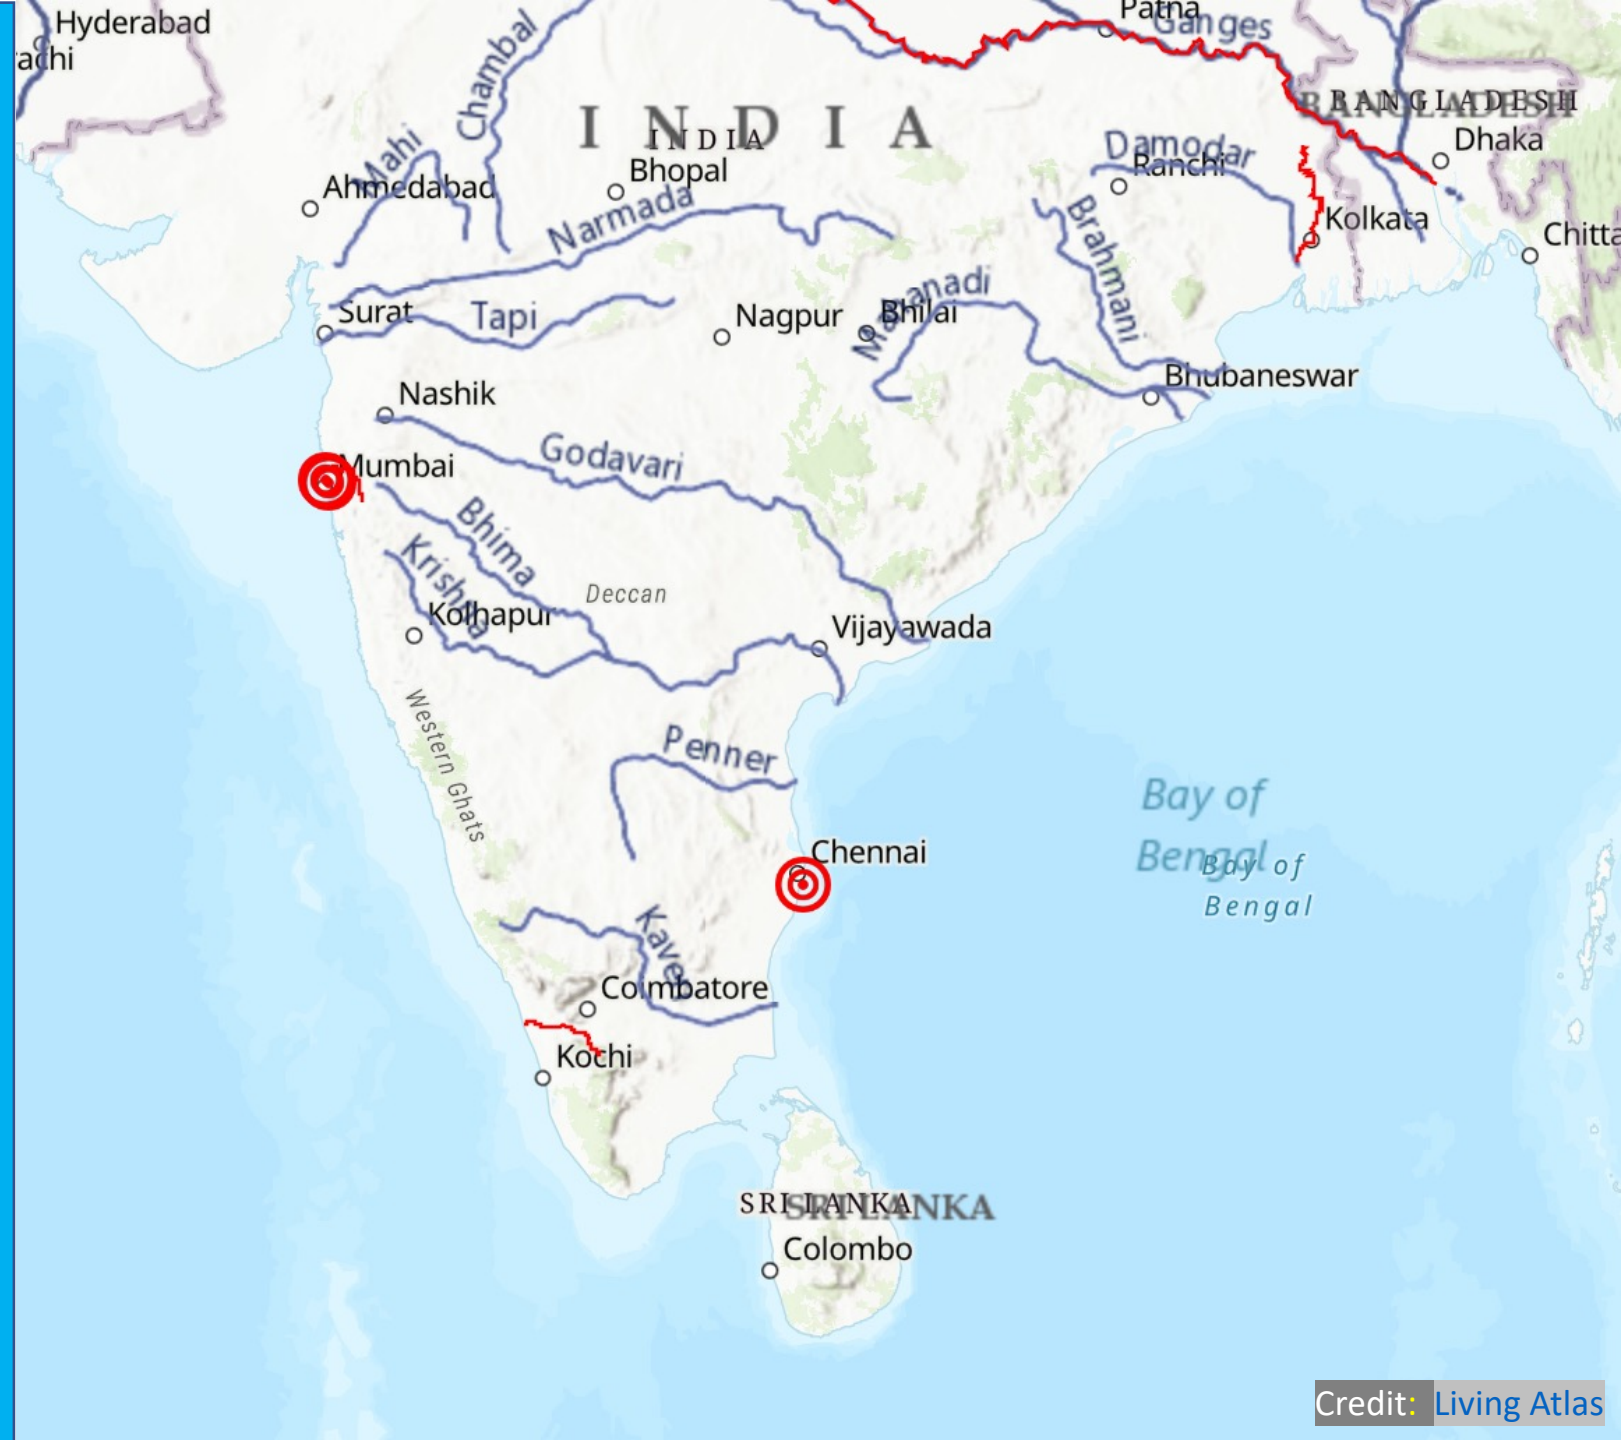 Hyderabad
achi
Patna
Ganges
Chambal
BANGLADESH
BANGLADESH
INDIA
INDIA
Dhaka
Mahi
Damodar
Ranchi
Bhopal
Ahmedabad
Narmada
Brahmani
Kolkata
Chitta
Mahanadi
Bhilai
Surat
Tapi
Nagpur
Bhubaneswar
Nashik
Godavari
Mumbai
Bhima
Krishna
Deccan
Kolhapur
Vijayawada
Western Ghats
Penner
Bay of
Bengal
Bay of
Bengal
Chennai
Kaveri
Coimbatore
Kochi
SRI LANKA
SRI LANKA
Colombo
Credit: Living Atlas